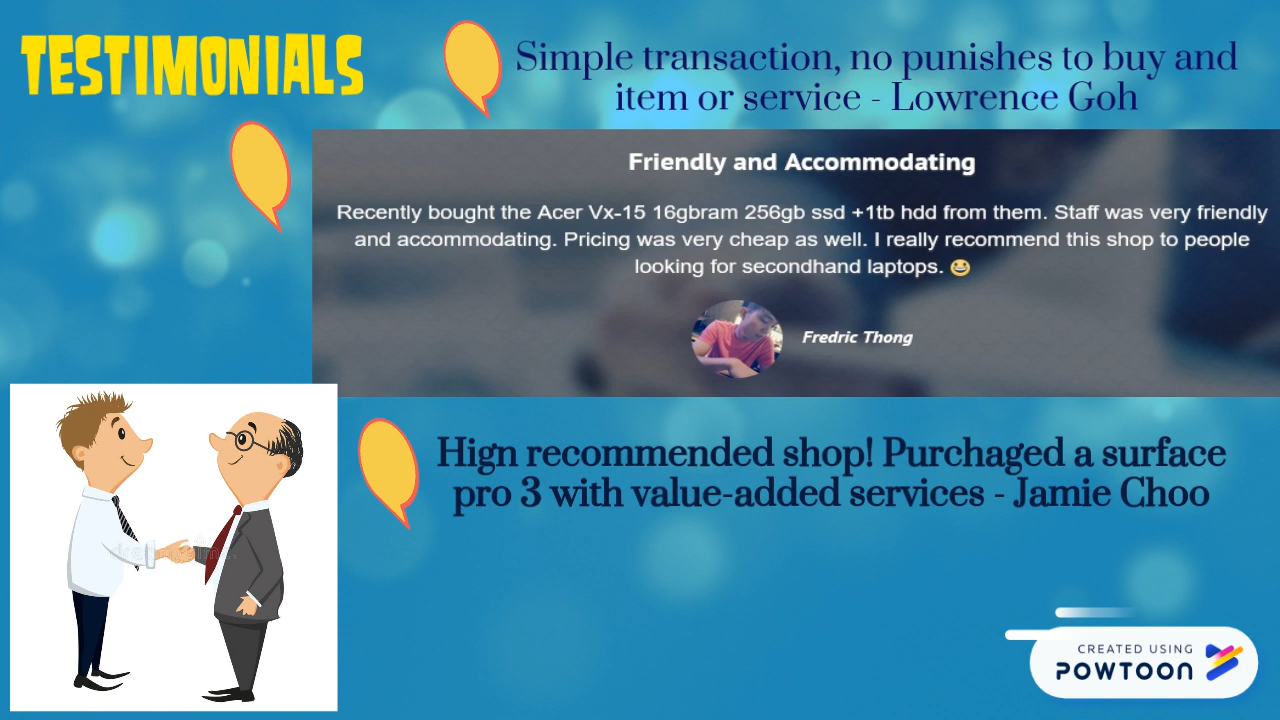 TESTIMONIALS
Simple transaction, no punishes to buy and
item or service - Lowrence Goh
Friendly and Accommodating
Recently bought the Acer Vx-15 16gbram 256gb ssd +1tb hdd from them. Staff was very friendly
and accommodating. Pricing was very cheap as well. I really recommend this shop to people
looking for secondhand laptops. 😀
Fredric Thong
Hign recommended shop! Purchaged a surface
pro 3 with value-added services - Jamie Choo
CREATED USING
POWTOON